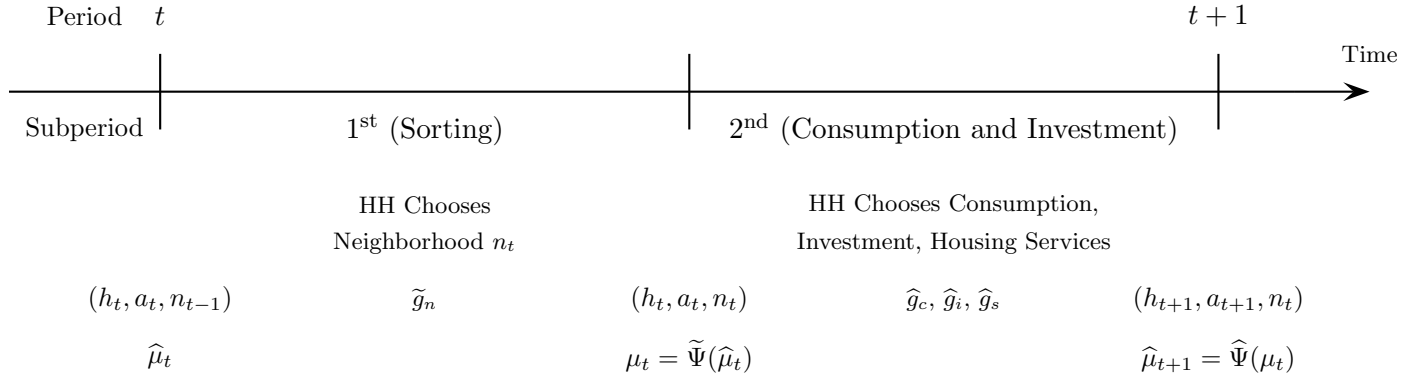 Period t t + 1
Time
Subperiod 1st (Sorting) 2nd (Consumption and Investment)
HH Chooses HH Chooses Consumption,
Neighborhood n_t Investment, Housing Services
(h_t, a_t, n_{t−1}) g̃_n (h_t, a_t, n_t) ĝ_c, ĝ_i, ĝ_s (h_{t+1}, a_{t+1}, n_t)
μ̂_t μ_t = Ψ̃(μ̂_t) μ̂_{t+1} = Ψ̂(μ_t)